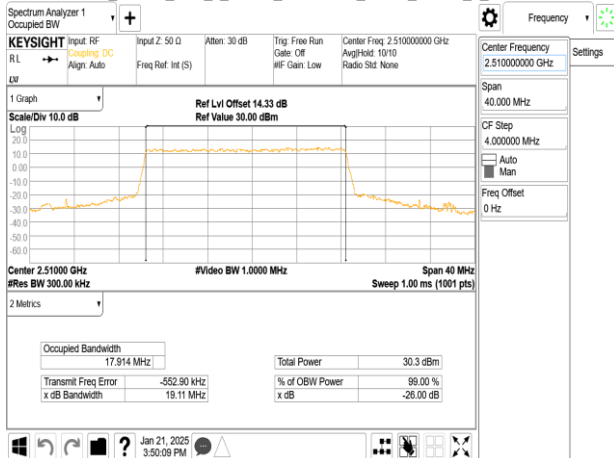 Spectrum Analyzer 1
Occupied BW
+
Frequency
KEYSIGHT
Input: RF
Input Z: 50 Ω
Atten: 30 dB
Trig: Free Run
Center Freq: 2.510000000 GHz
RL
Coupling: DC
Gate: Off
Avg|Hold: 10/10
Align: Auto
Freq Ref: Int (S)
#IF Gain: Low
Radio Std: None
LXI
Center Frequency
2.510000000 GHz
Settings
Span
40.000 MHz
CF Step
4.000000 MHz
Auto
Man
Freq Offset
0 Hz
1 Graph
Ref Lvl Offset 14.33 dB
Scale/Div 10.0 dB
Ref Value 30.00 dBm
Log
20.0
10.0
0.00
-10.0
-20.0
-30.0
-40.0
-50.0
-60.0
Center 2.51000 GHz
#Video BW 1.0000 MHz
Span 40 MHz
#Res BW 300.00 kHz
Sweep 1.00 ms (1001 pts)
2 Metrics
Occupied Bandwidth
17.914 MHz
Total Power
30.3 dBm
Transmit Freq Error
-552.90 kHz
% of OBW Power
99.00 %
x dB Bandwidth
19.11 MHz
x dB
-26.00 dB
?
Jan 21, 2025
3:50:09 PM